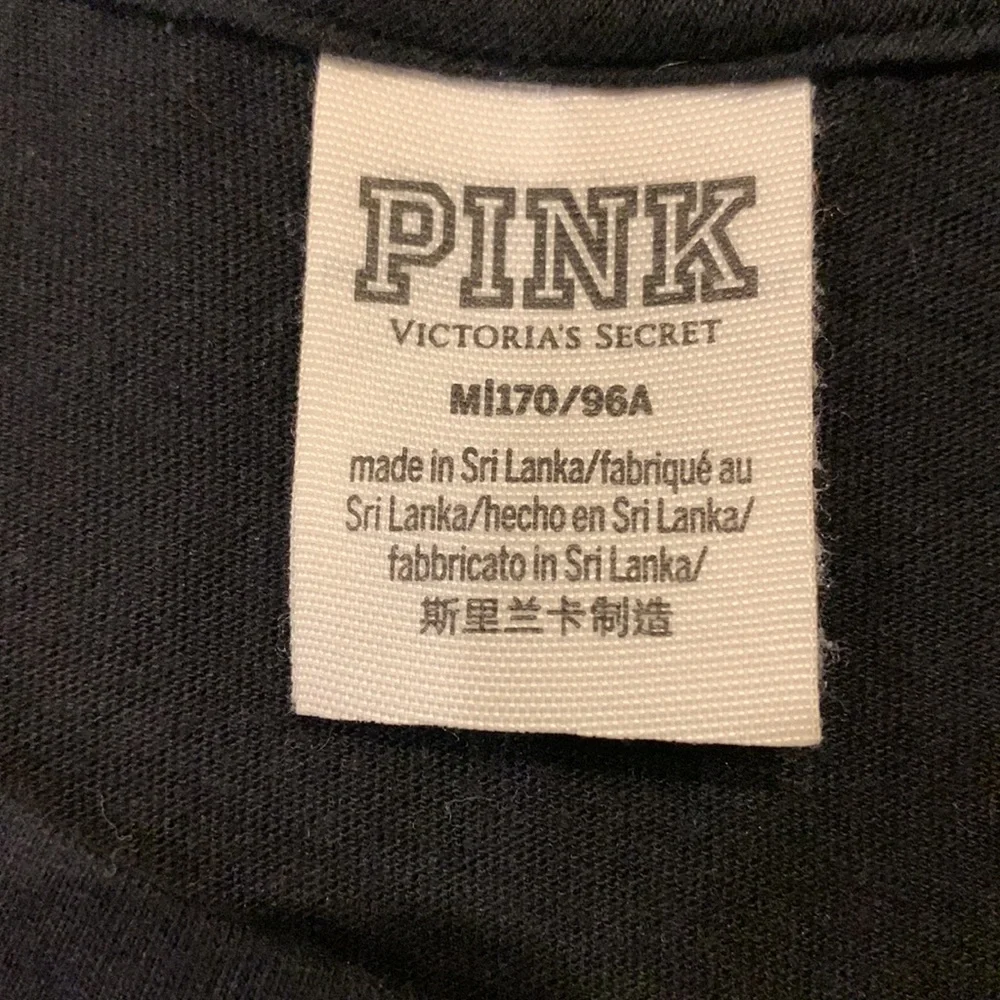 PINK
VICTORIA'S SECRET
M|170/96A
made in Sri Lanka/fabriqué au
Sri Lanka/hecho en Sri Lanka/
fabbricato in Sri Lanka/
斯里兰卡制造